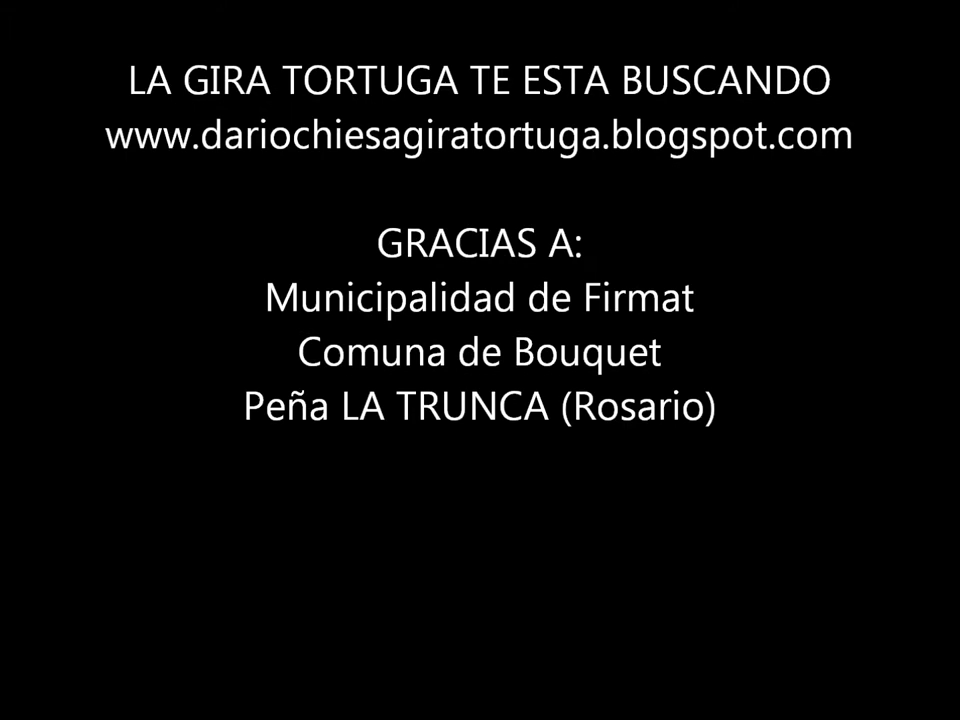 LA GIRA TORTUGA TE ESTA BUSCANDO
www.dariochiesagiratortuga.blogspot.com
GRACIAS A:
Municipalidad de Firmat
Comuna de Bouquet
Peña LA TRUNCA (Rosario)